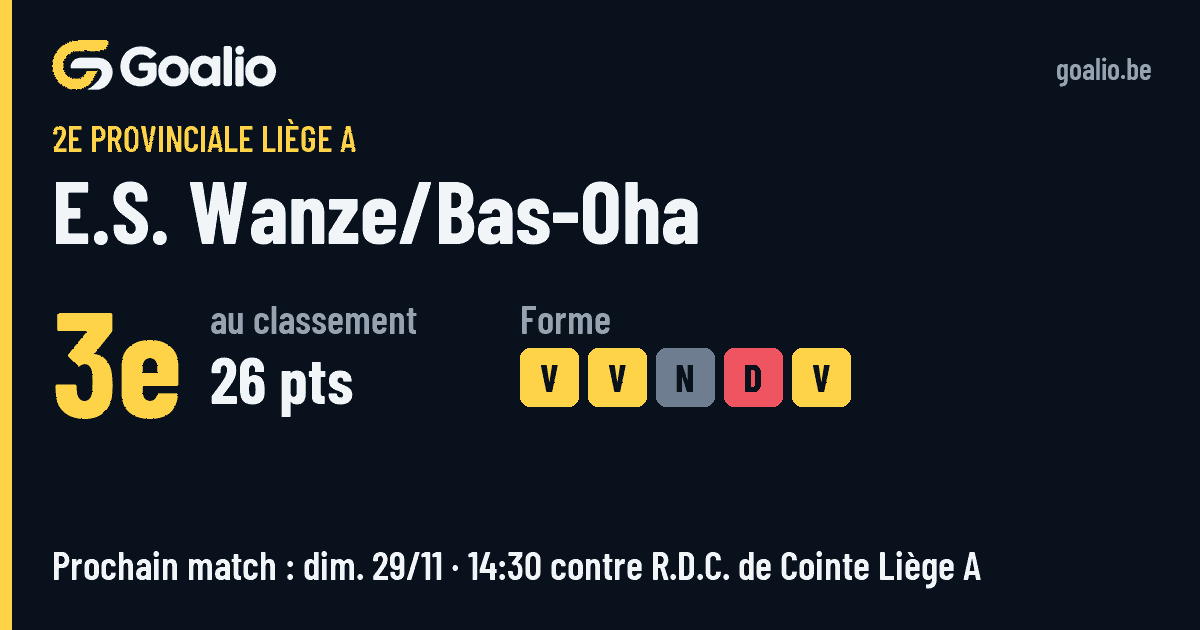 Goalio
goalio.be
2E PROVINCIALE LIÈGE A
E.S. Wanze/Bas-Oha
3e
au classement
26 pts
Forme
V V N D V
Prochain match : dim. 29/11 · 14:30 contre R.D.C. de Cointe Liège A